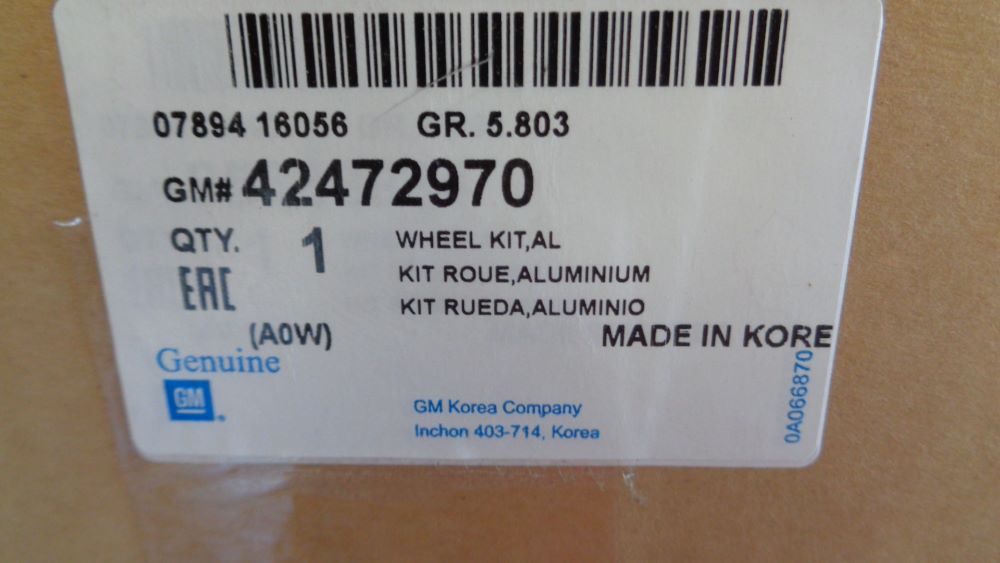 07894 16056 GR. 5.803
GM# 42472970
QTY. 1 WHEEL KIT,AL
EAC KIT ROUE,ALUMINIUM
KIT RUEDA,ALUMINIO
(A0W) MADE IN KORE
Genuine
GM
GM Korea Company
Inchon 403-714, Korea
0A066870